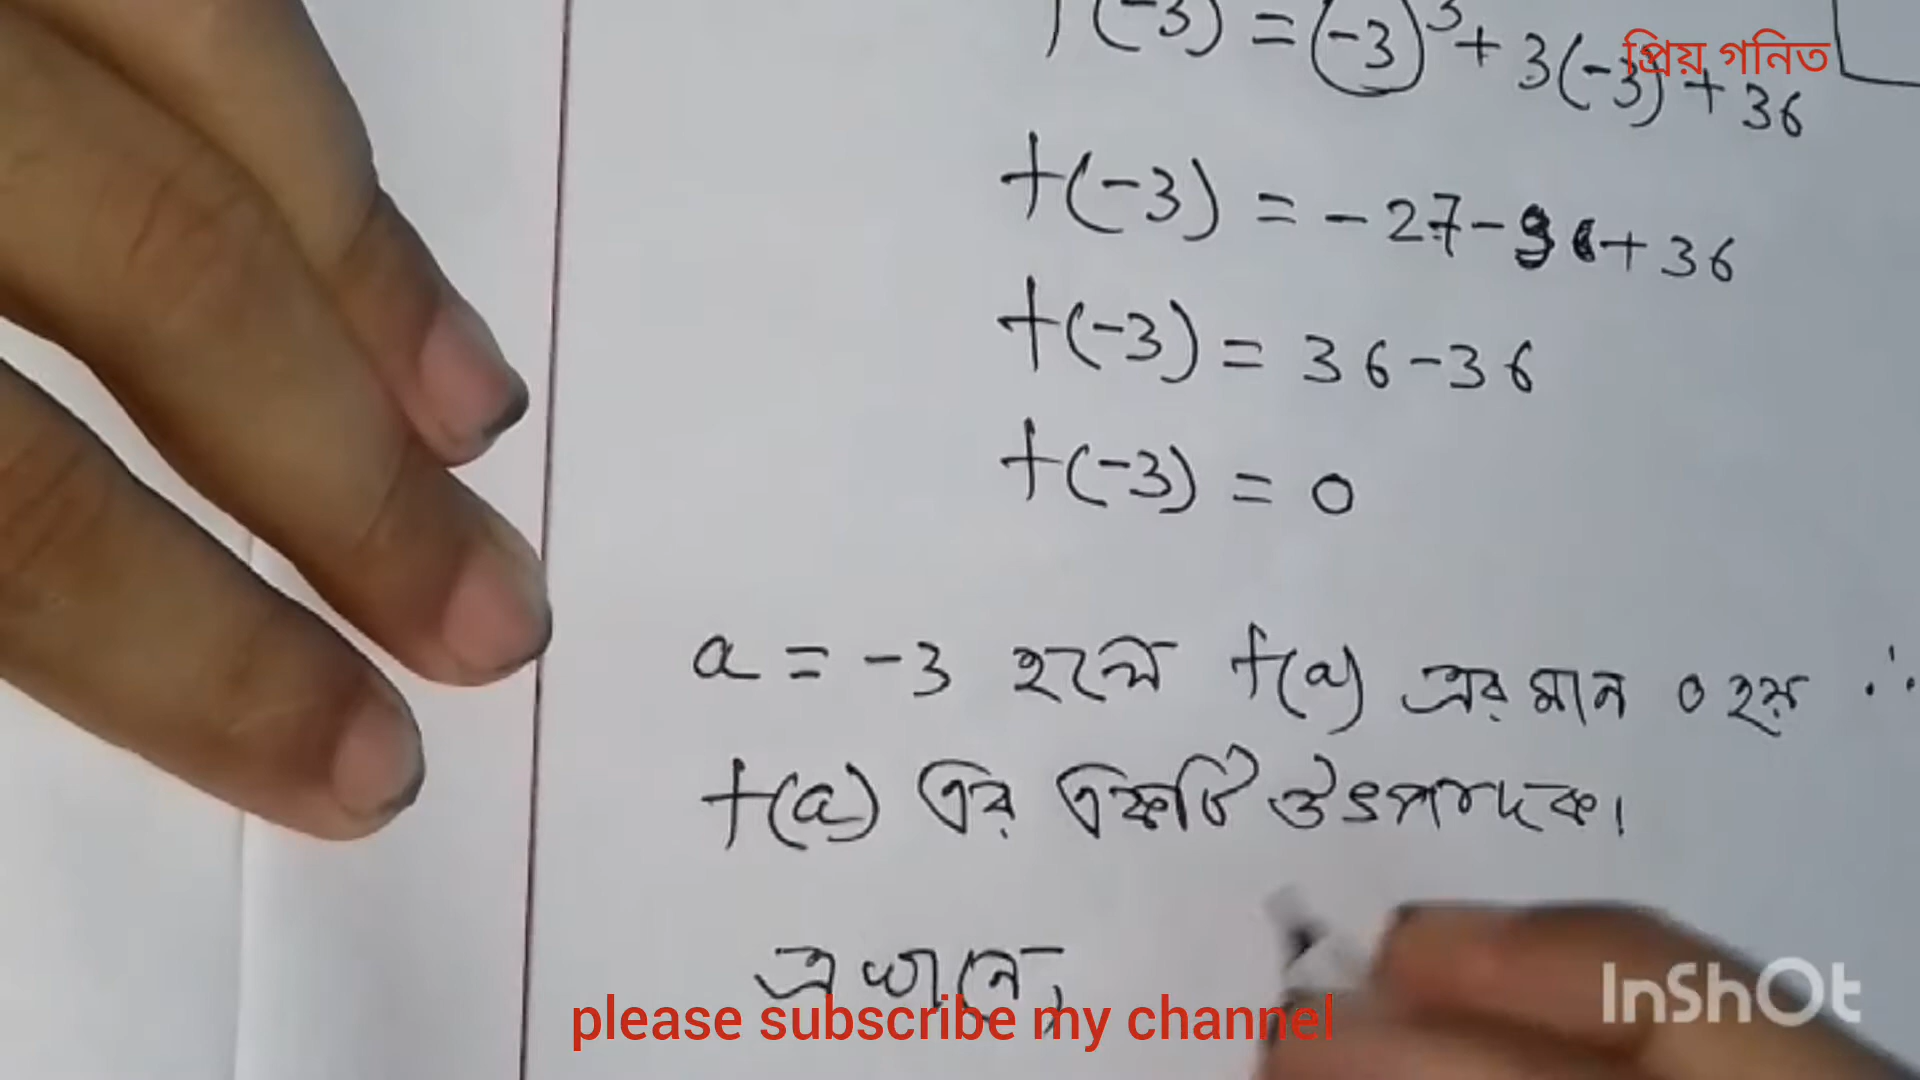 f(-3) = (-3)³ + 3(-3) + 36
প্রিয় গনিত
f(-3) = -27-9 + 36
f(-3) = 36-36
f(-3) = 0
a = -3 হলে f(a) এর মান 0 হয় ∴
f(a) এর একটি উৎপাদক।
এখানে,
please subscribe my channel
InShOt